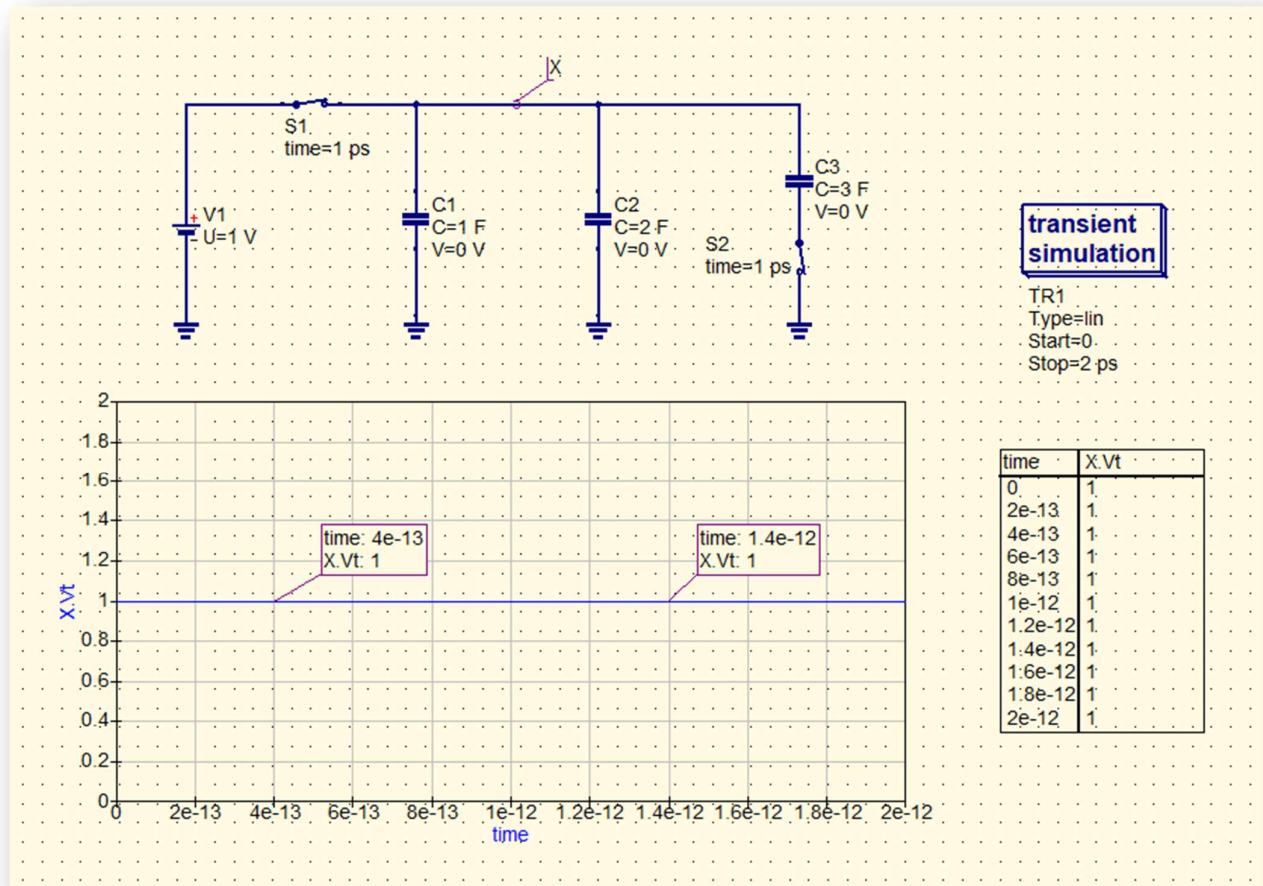 X
S1
time=1 ps
+ V1
- U=1 V
C1
C=1 F
V=0 V
C2
C=2 F
V=0 V
C3
C=3 F
V=0 V
S2
time=1 ps
transient
simulation
TR1
Type=lin
Start=0
Stop=2 ps
2
1.8
1.6
1.4
1.2
1
0.8
0.6
0.4
0.2
0
X.Vt
time: 4e-13
X.Vt: 1
time: 1.4e-12
X.Vt: 1
0 2e-13 4e-13 6e-13 8e-13 1e-12 1.2e-12 1.4e-12 1.6e-12 1.8e-12 2e-12
time
time X.Vt
0 1
2e-13 1
4e-13 1
6e-13 1
8e-13 1
1e-12 1
1.2e-12 1
1.4e-12 1
1.6e-12 1
1.8e-12 1
2e-12 1